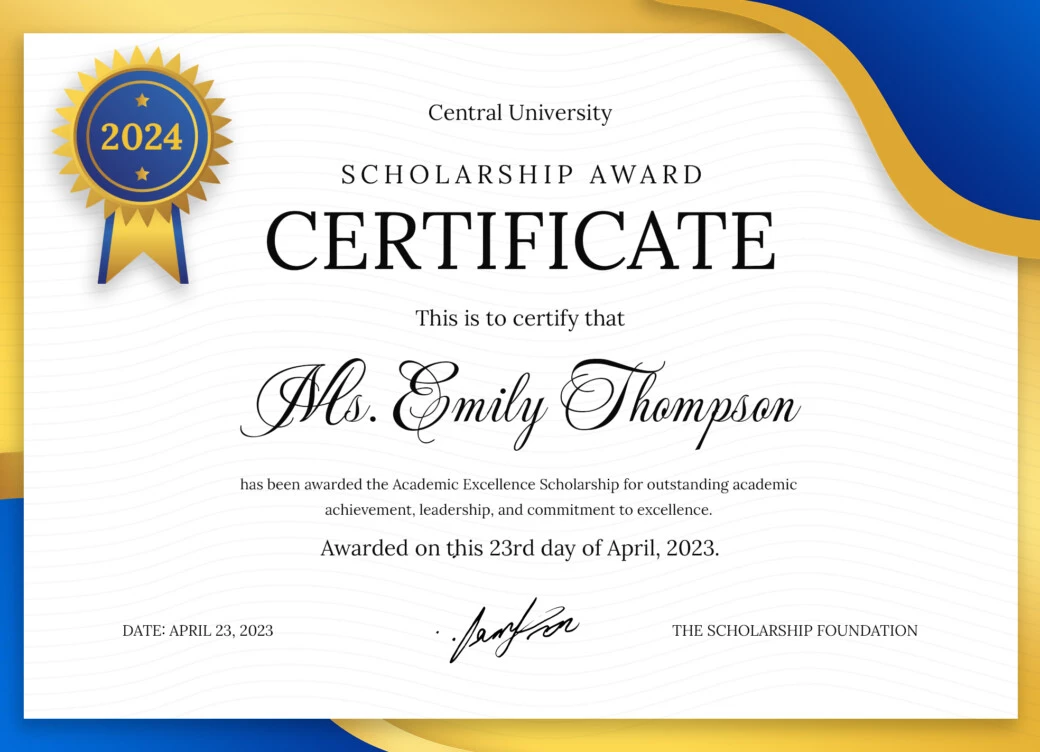 2024
Central University
SCHOLARSHIP AWARD
CERTIFICATE
This is to certify that
Ms. Emily Thompson
has been awarded the Academic Excellence Scholarship for outstanding academic
achievement, leadership, and commitment to excellence.
Awarded on this 23rd day of April, 2023.
DATE: APRIL 23, 2023
THE SCHOLARSHIP FOUNDATION